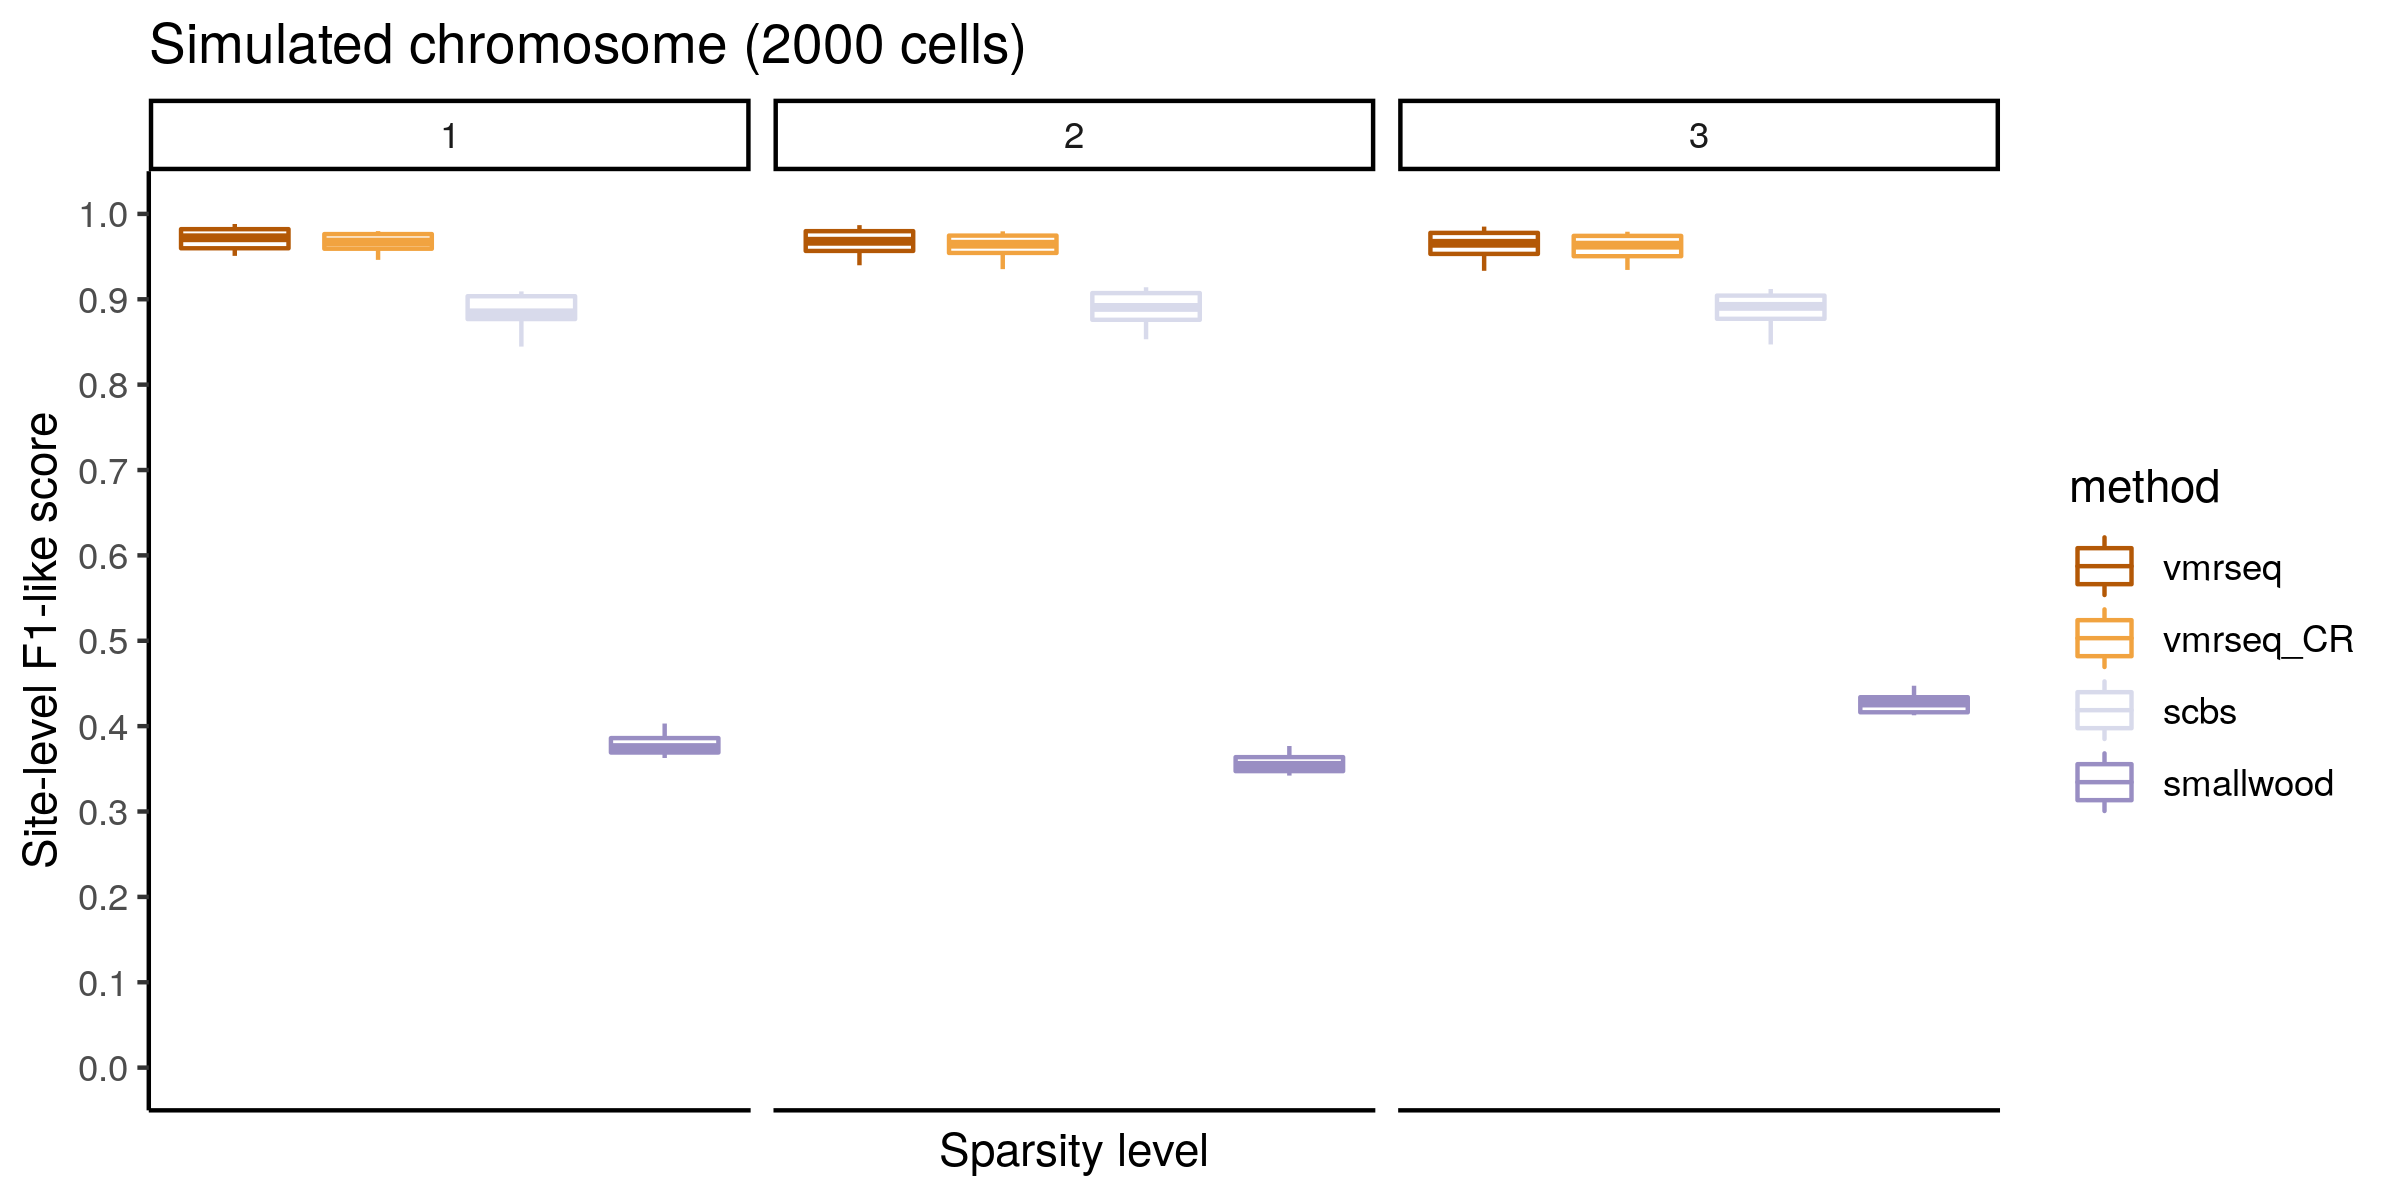 Simulated chromosome (2000 cells)
1
2
3
1.0
0.9
0.8
0.7
0.6
0.5
0.4
0.3
0.2
0.1
0.0
Site-level F1-like score
Sparsity level
method
vmrseq
vmrseq_CR
scbs
smallwood